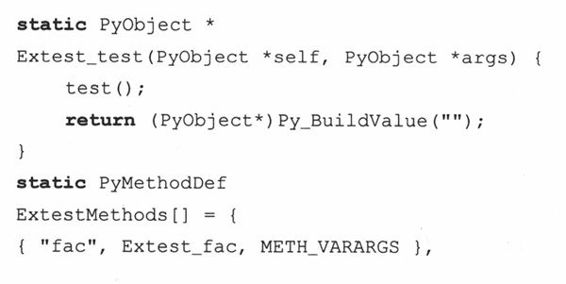 static PyObject *
Extest_test(PyObject *self, PyObject *args) {
    test();
    return (PyObject*)Py_BuildValue("");
}
static PyMethodDef
ExtestMethods[] = {
{ "fac", Extest_fac, METH_VARARGS },